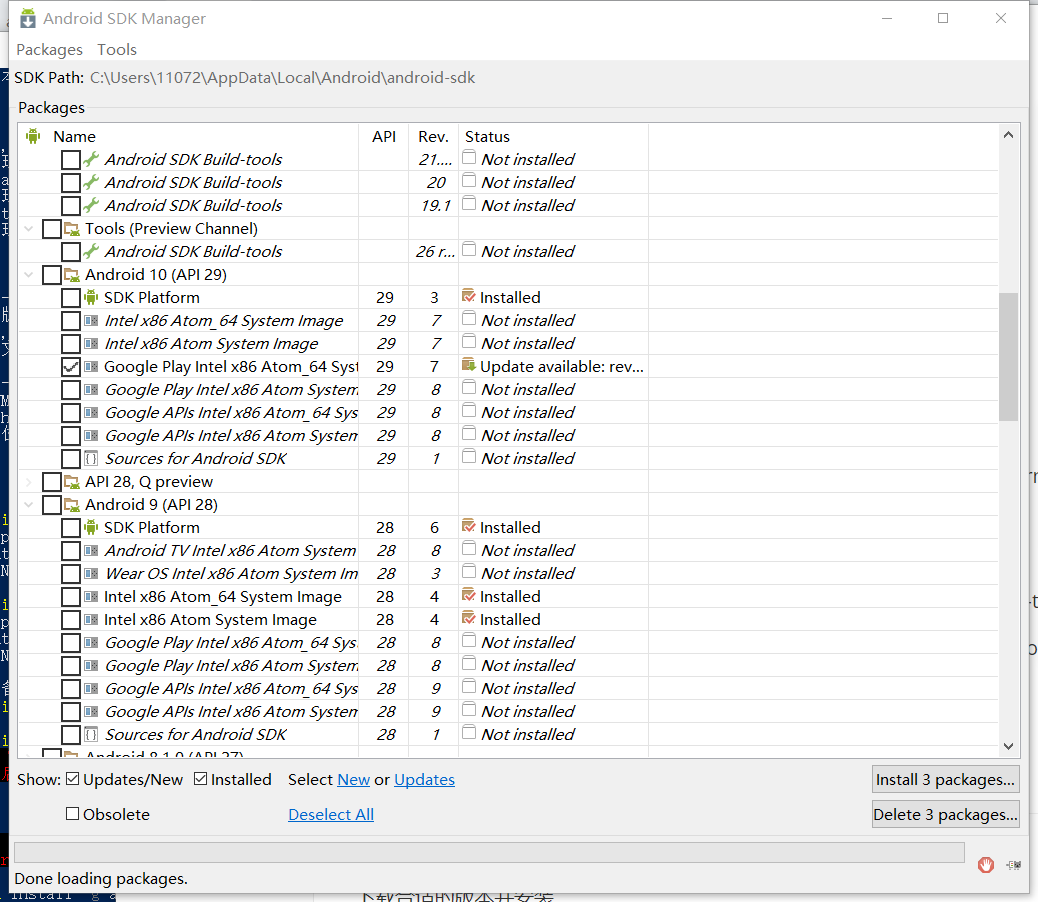 Android SDK Manager
Packages Tools
SDK Path: C:\Users\11072\AppData\Local\Android\android-sdk
Packages
Name API Rev. Status
Android SDK Build-tools 21.... Not installed
Android SDK Build-tools 20 Not installed
Android SDK Build-tools 19.1 Not installed
Tools (Preview Channel)
Android SDK Build-tools 26 r... Not installed
Android 10 (API 29)
SDK Platform 29 3 Installed
Intel x86 Atom_64 System Image 29 7 Not installed
Intel x86 Atom System Image 29 7 Not installed
Google Play Intel x86 Atom_64 Syst 29 7 Update available: rev...
Google Play Intel x86 Atom System 29 8 Not installed
Google APIs Intel x86 Atom_64 Sys 29 8 Not installed
Google APIs Intel x86 Atom System 29 8 Not installed
Sources for Android SDK 29 1 Not installed
API 28, Q preview
Android 9 (API 28)
SDK Platform 28 6 Installed
Android TV Intel x86 Atom System 28 8 Not installed
Wear OS Intel x86 Atom System Im 28 3 Not installed
Intel x86 Atom_64 System Image 28 4 Installed
Intel x86 Atom System Image 28 4 Installed
Google Play Intel x86 Atom_64 Sys 28 8 Not installed
Google Play Intel x86 Atom System 28 8 Not installed
Google APIs Intel x86 Atom_64 Sys 28 9 Not installed
Google APIs Intel x86 Atom System 28 9 Not installed
Sources for Android SDK 28 1 Not installed
Android 8.1.0 (API 27)
Show: Updates/New Installed Select New or Updates Install 3 packages...
Obsolete Deselect All Delete 3 packages...
Done loading packages.
下载合适的版本并安装